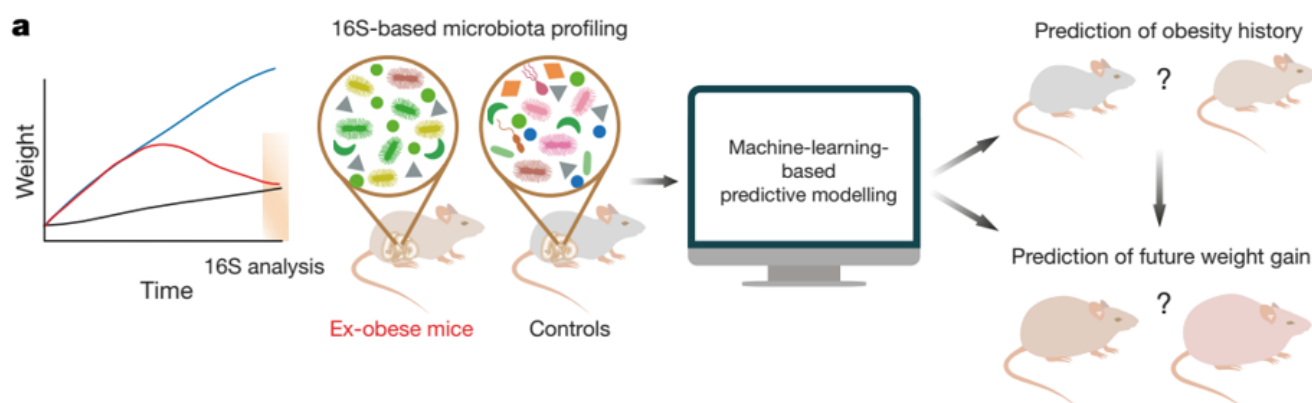 a
16S-based microbiota profiling
Prediction of obesity history
?
Weight
Machine-learning-
based
predictive modelling
16S analysis
Time
Prediction of future weight gain
?
Ex-obese mice
Controls